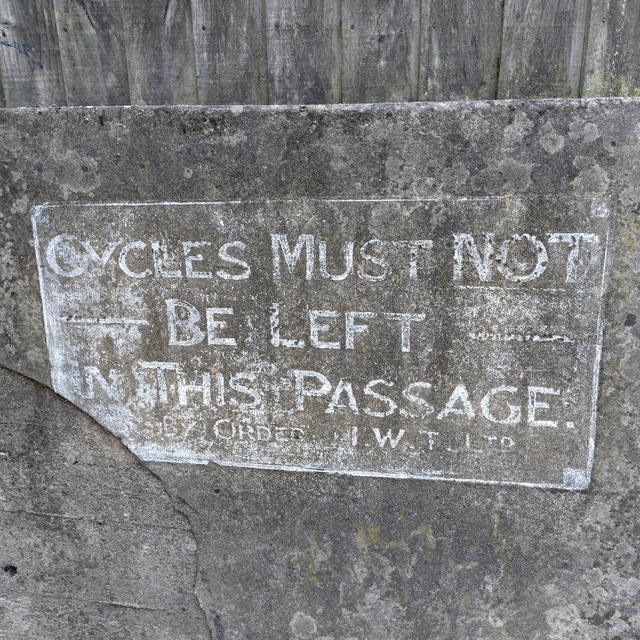 CYCLES MUST NOT
BE LEFT
IN THIS PASSAGE.
BY ORDER. I.W.T. LTD